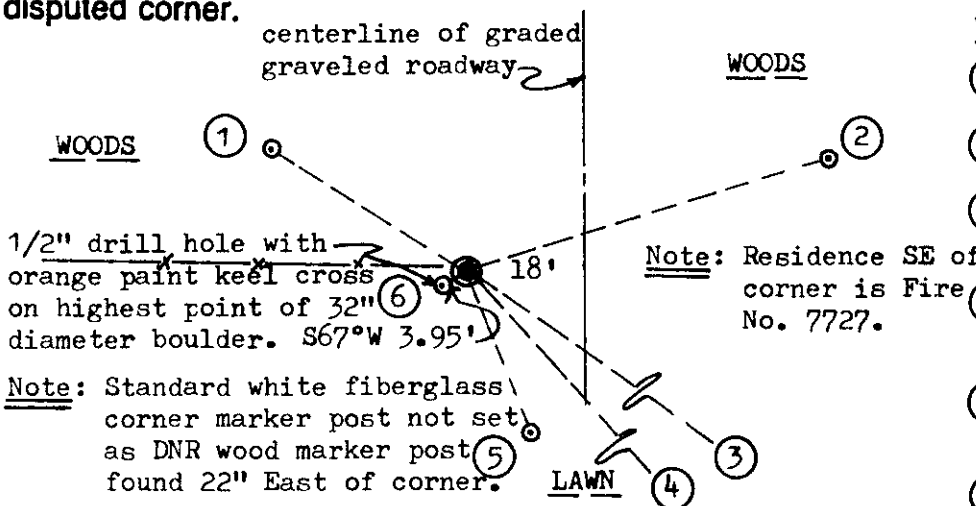 disputed corner.
centerline of graded
graveled roadway
WOODS
WOODS
1
2
1/2" drill hole with
orange paint keel cross
on highest point of 32"
diameter boulder. S67°W 3.95'
6
18'
Note: Residence SE of
corner is Fire
No. 7727.
Note: Standard white fiberglass
corner marker post not set
as DNR wood marker post
found 22" East of corner.
5
LAWN
4
3